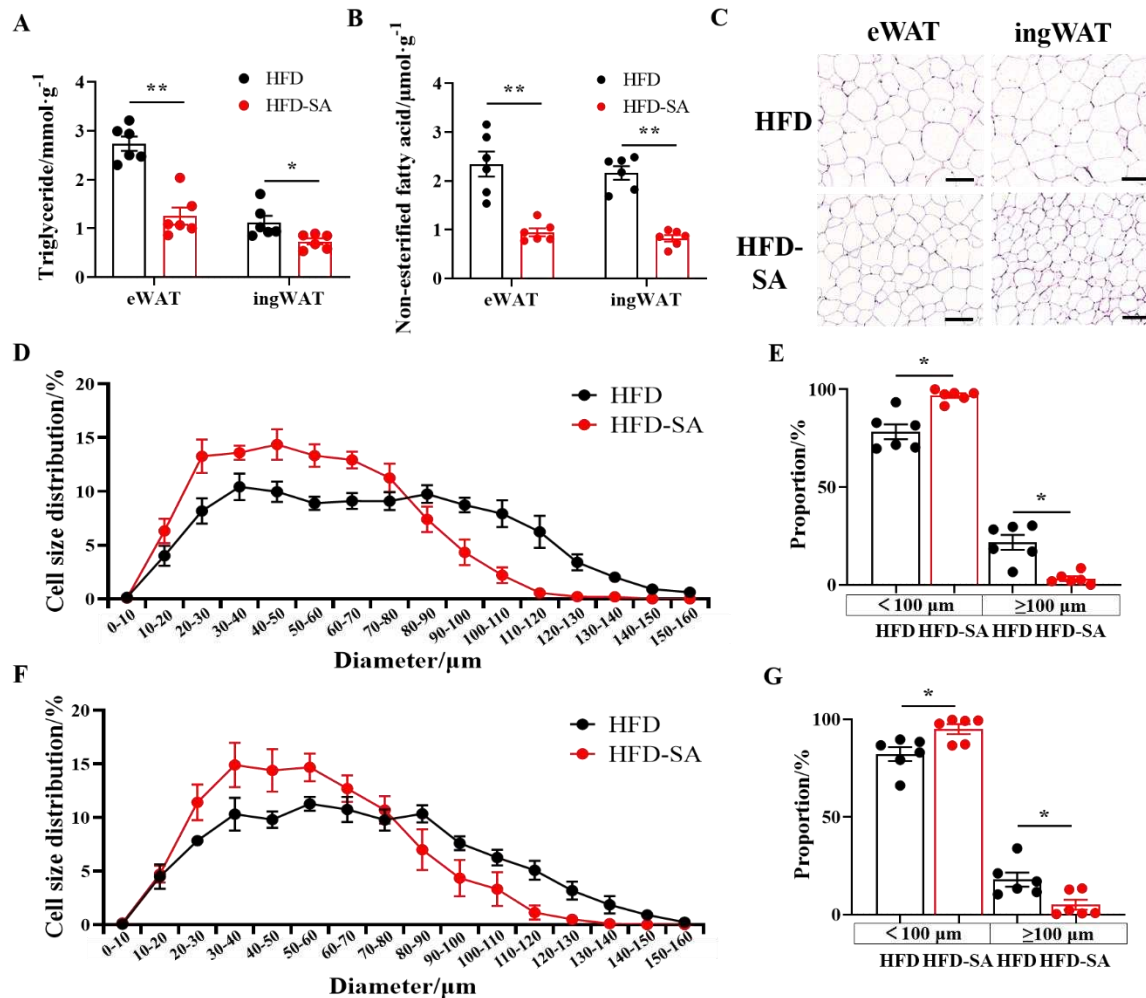 A
Triglyceride/mmol·g⁻¹
HFD
HFD-SA
4
3
2
1
0
**
*
eWAT
ingWAT
B
Non-esterified fatty acid/μmol·g⁻¹
HFD
HFD-SA
4
3
2
1
0
**
**
eWAT
ingWAT
C
eWAT
ingWAT
HFD
HFD-
SA
D
Cell size distribution/%
20
15
10
5
0
HFD
HFD-SA
0-10
10-20
20-30
30-40
40-50
50-60
60-70
70-80
80-90
90-100
100-110
110-120
120-130
130-140
140-150
150-160
Diameter/μm
E
Proportion/%
100
50
0
*
*
<100 μm
≥100 μm
HFD HFD-SA HFD HFD-SA
F
Cell size distribution/%
20
15
10
5
0
HFD
HFD-SA
0-10
10-20
20-30
30-40
40-50
50-60
60-70
70-80
80-90
90-100
100-110
110-120
120-130
130-140
140-150
150-160
Diameter/μm
G
Proportion/%
100
50
0
*
*
<100 μm
≥100 μm
HFD HFD-SA HFD HFD-SA